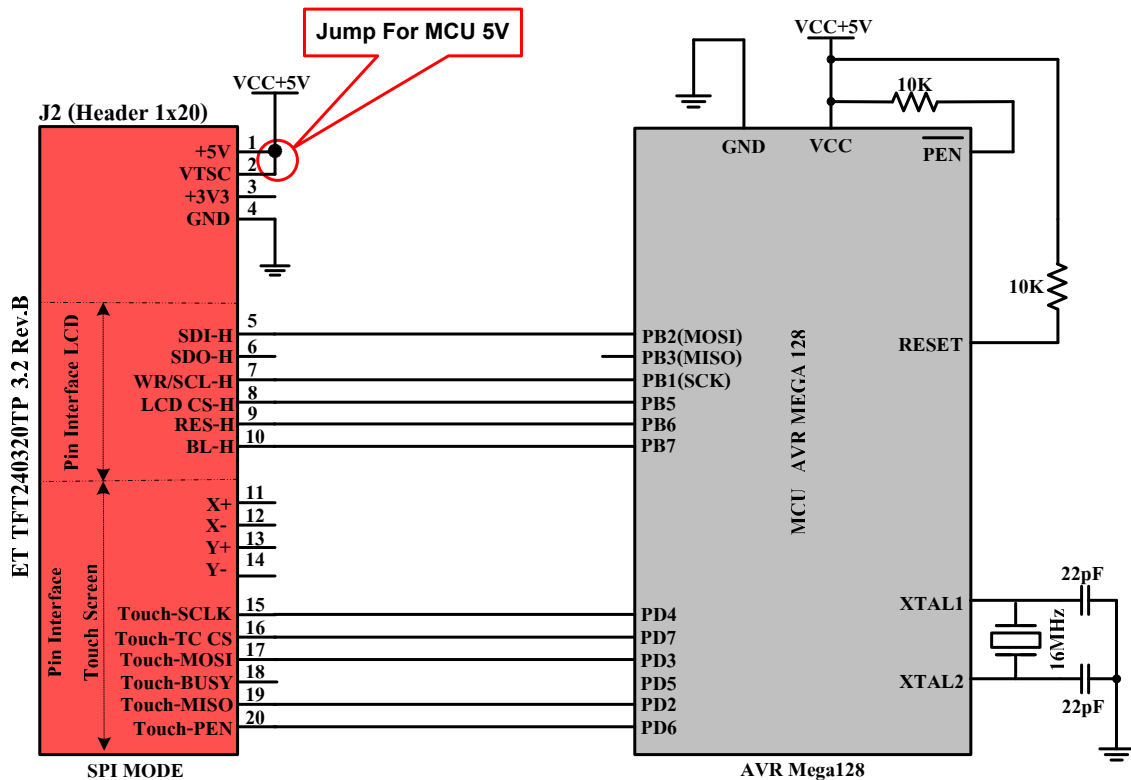 Jump For MCU 5V
VCC+5V
J2 (Header 1x20)
ET TFT240320TP 3.2 Rev.B
+5V 1
VTSC 2
+3V3 3
GND 4
Pin Interface LCD
SDI-H 5
SDO-H 6
WR/SCL-H 7
LCD CS-H 8
RES-H 9
BL-H 10
Pin Interface
Touch Screen
X+ 11
X- 12
Y+ 13
Y- 14
Touch-SCLK 15
Touch-TC CS 16
Touch-MOSI 17
Touch-BUSY 18
Touch-MISO 19
Touch-PEN 20
SPI MODE
VCC+5V
10K
GND
VCC
PEN
10K
RESET
PB2(MOSI)
PB3(MISO)
PB1(SCK)
PB5
PB6
PB7
MCU AVR MEGA 128
PD4
PD7
PD3
PD5
PD2
PD6
XTAL1
22pF
16MHz
XTAL2
22pF
AVR Mega128